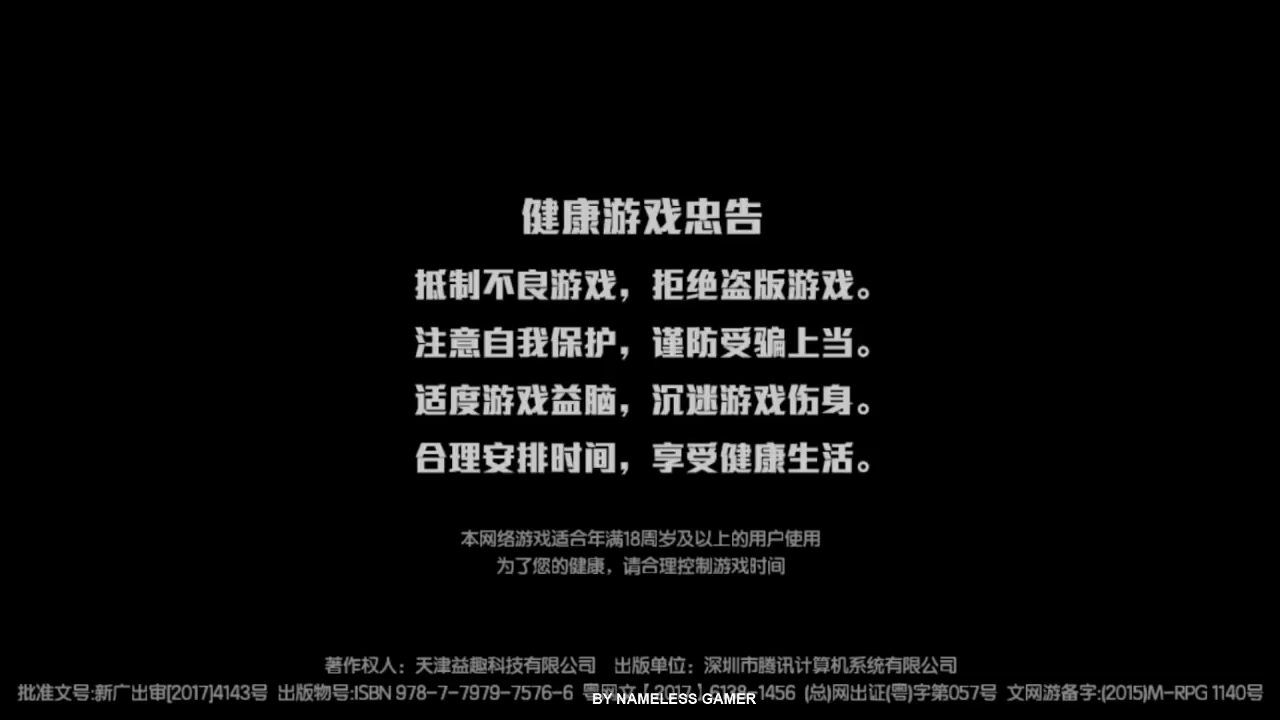 健康游戏忠告
抵制不良游戏，拒绝盗版游戏。
注意自我保护，谨防受骗上当。
适度游戏益脑，沉迷游戏伤身。
合理安排时间，享受健康生活。
本网络游戏适合年满18周岁及以上的用户使用
为了您的健康，请合理控制游戏时间
著作权人：天津益趣科技有限公司 出版单位：深圳市腾讯计算机系统有限公司
批准文号:新广出审[2017]4143号 出版物号:ISBN 978-7-7979-7576-6 粤网文[2017] -1456 (总)网出证(粤)字第057号 文网游备字:(2015)M-RPG 1140号
BY NAMELESS GAMER